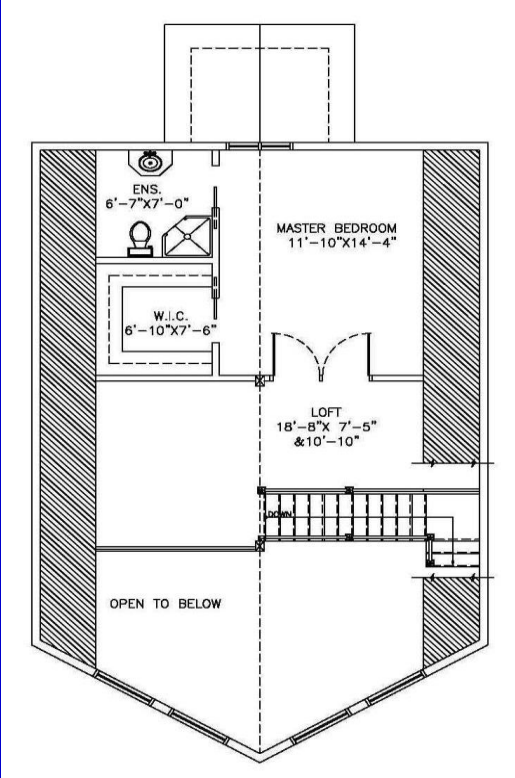 ENS.
6'-7"X7'-0"
MASTER BEDROOM
11'-10"X14'-4"
W.I.C.
6'-10"X7'-6"
LOFT
18'-8"X 7'-5"
&10'-10"
DOWN
OPEN TO BELOW